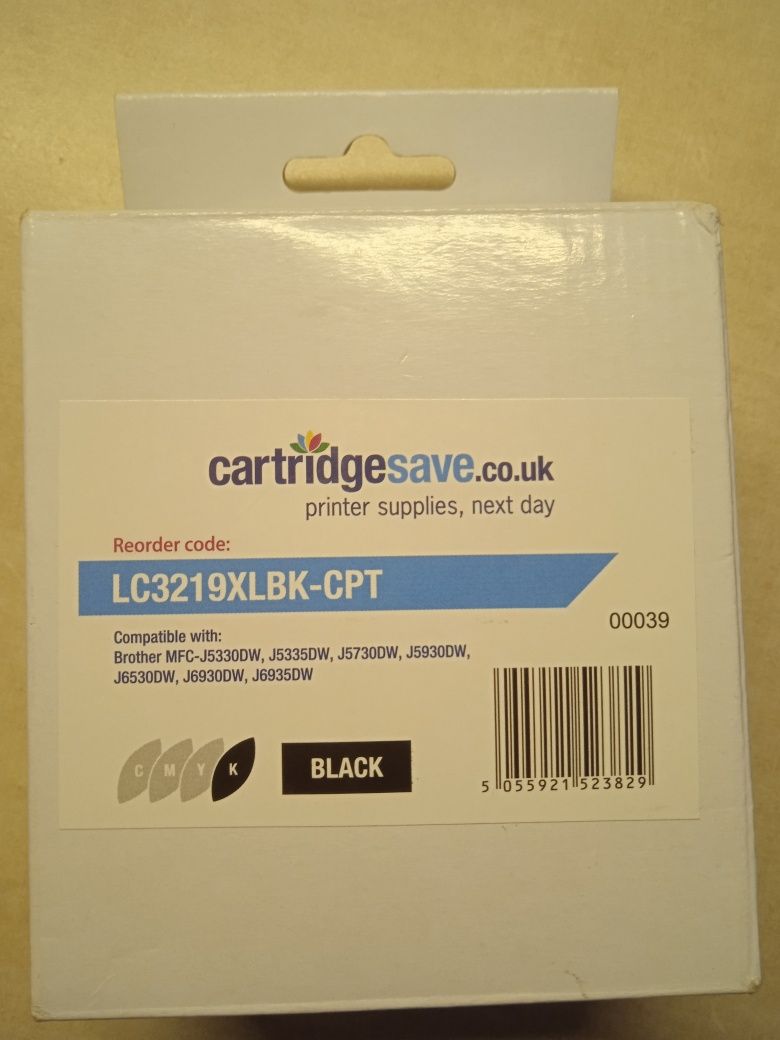 cartridgesave.co.uk
printer supplies, next day
Reorder code:
LC3219XLBK-CPT
00039
Compatible with:
Brother MFC-J5330DW, J5335DW, J5730DW, J5930DW,
J6530DW, J6930DW, J6935DW
C M Y K
BLACK
5 055921 523829